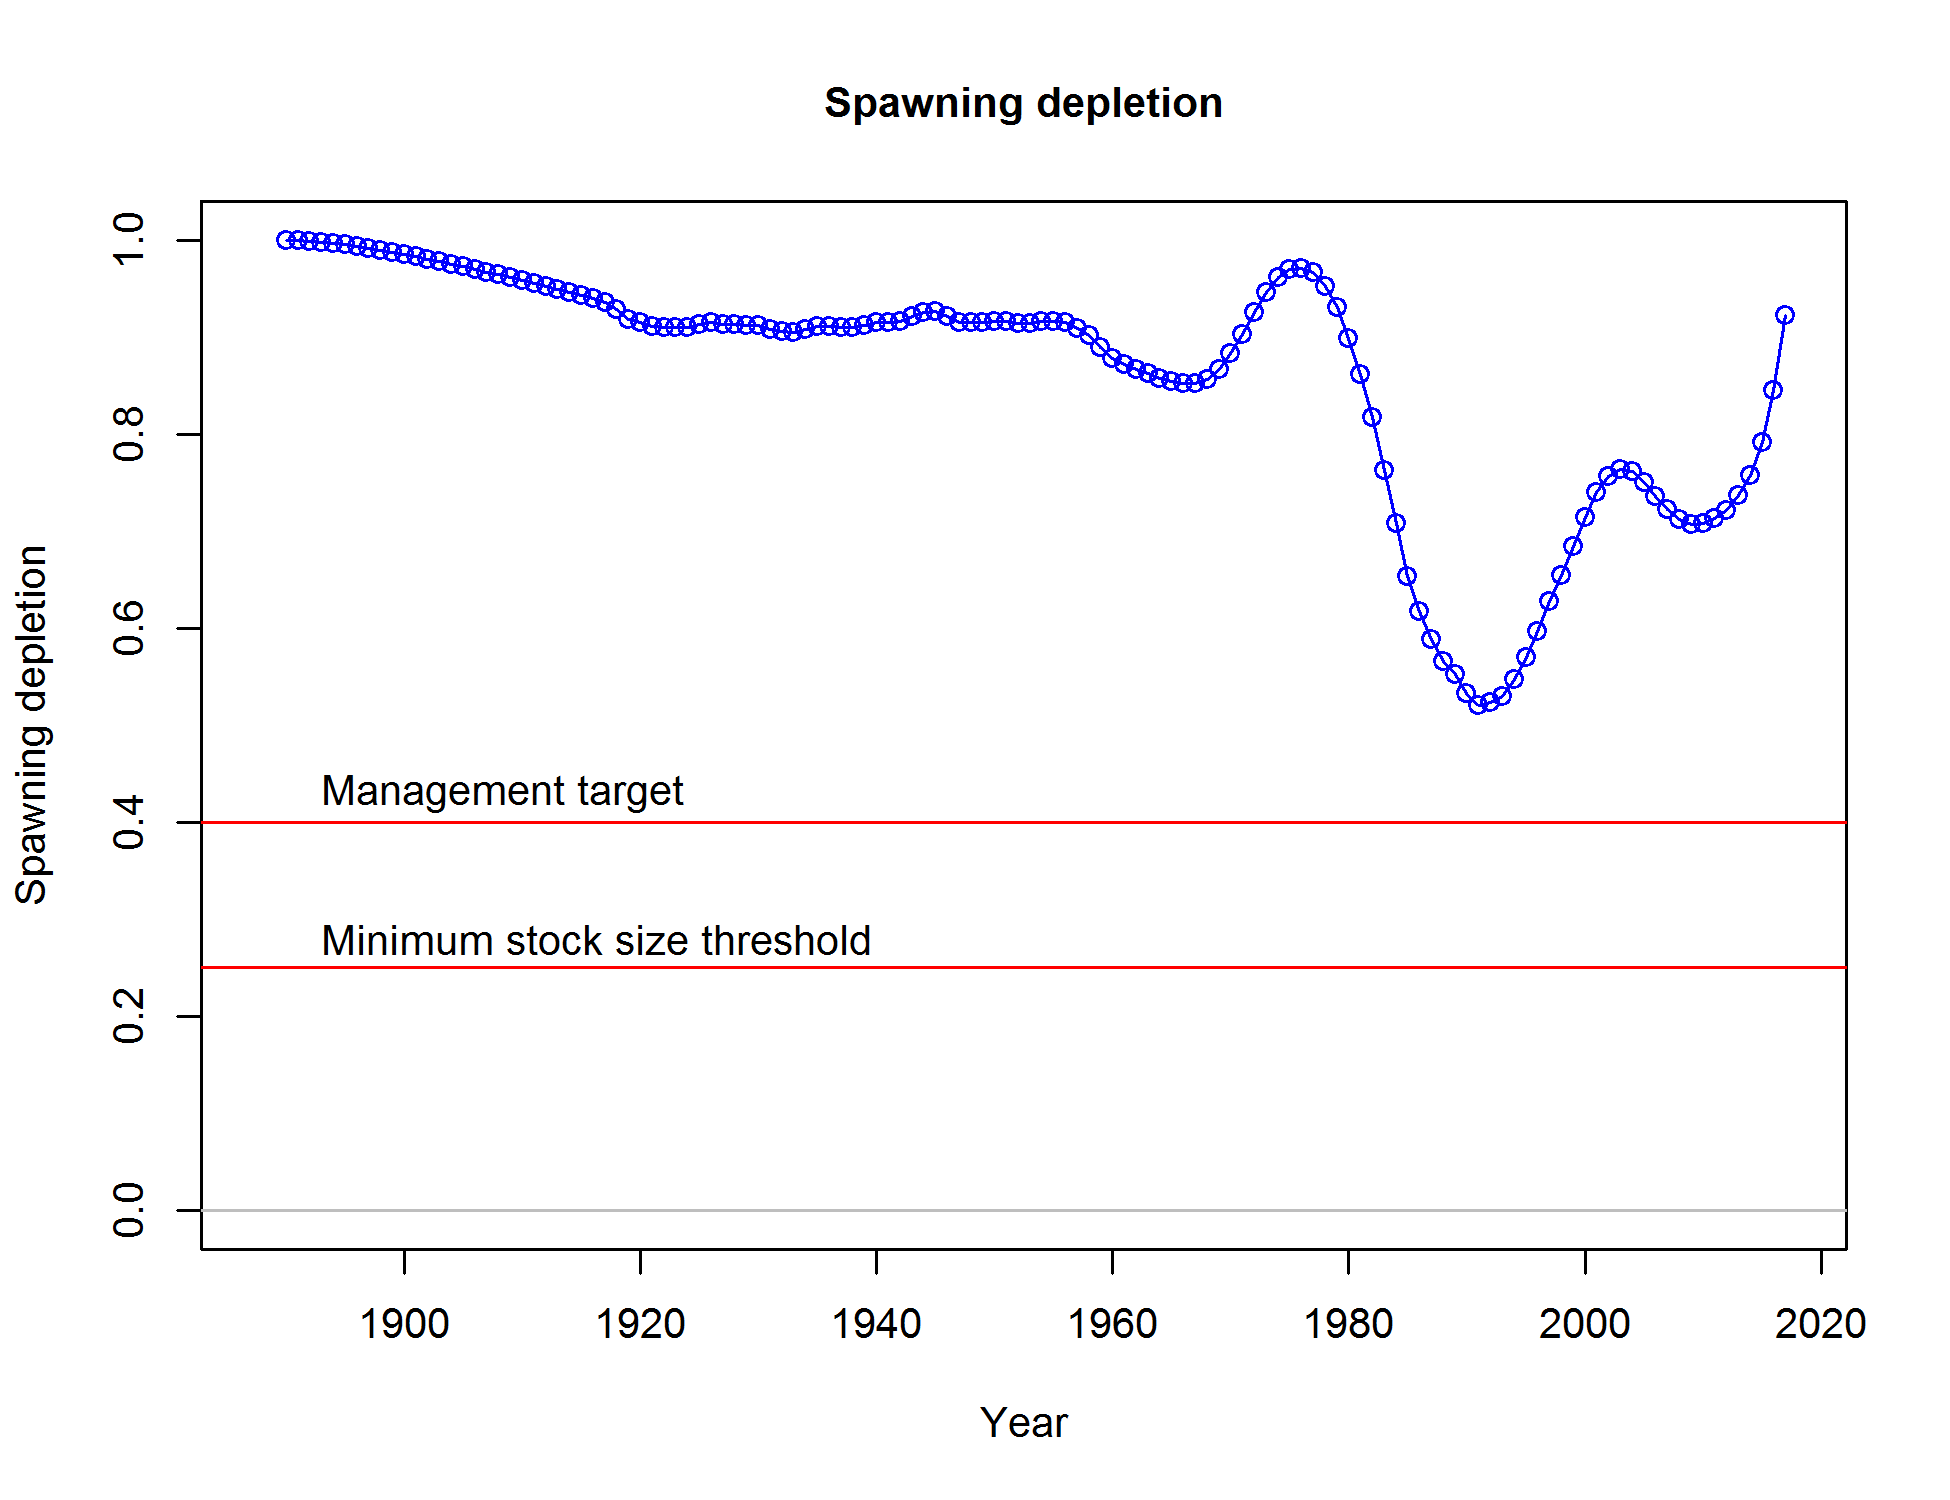 Spawning depletion
Spawning depletion
1.0
0.8
0.6
0.4
0.2
0.0
Management target
Minimum stock size threshold
1900 1920 1940 1960 1980 2000 2020
Year